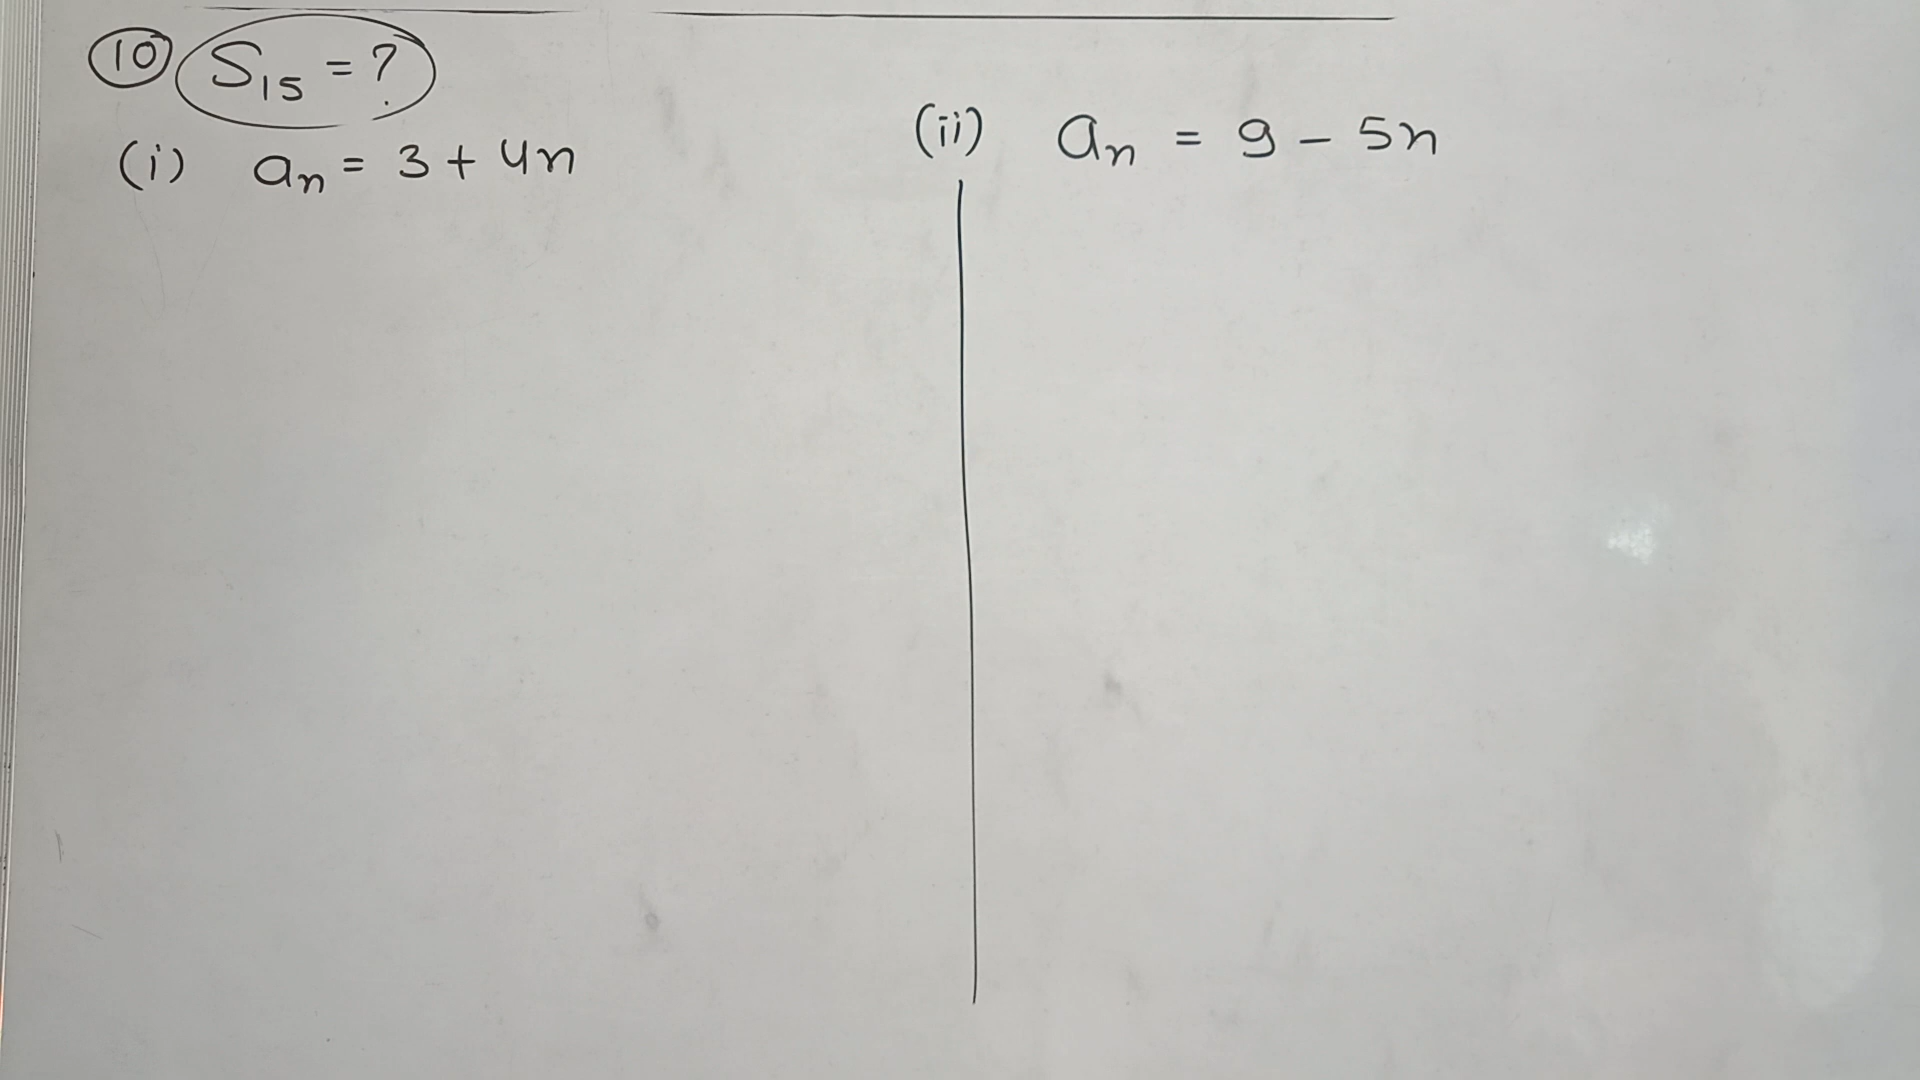 10 S15 = ?
(i) an = 3 + 4n
(ii) an = 9 - 5n